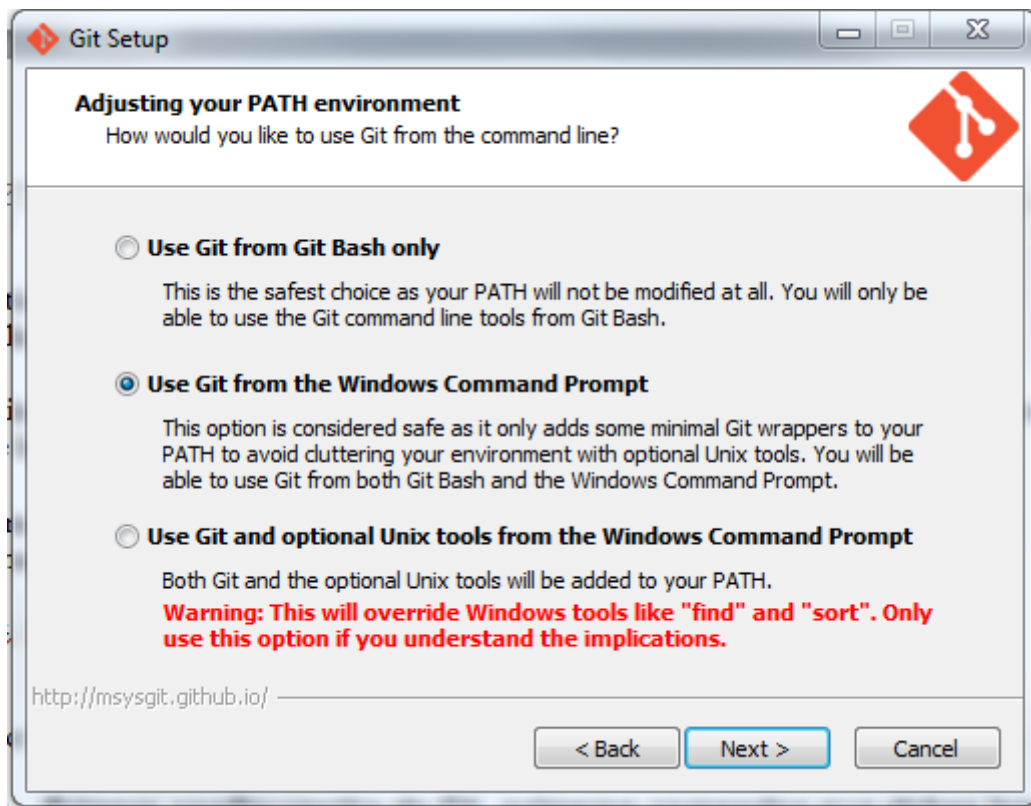 Git Setup
Adjusting your PATH environment
How would you like to use Git from the command line?
Use Git from Git Bash only
This is the safest choice as your PATH will not be modified at all. You will only be
able to use the Git command line tools from Git Bash.
Use Git from the Windows Command Prompt
This option is considered safe as it only adds some minimal Git wrappers to your
PATH to avoid cluttering your environment with optional Unix tools. You will be
able to use Git from both Git Bash and the Windows Command Prompt.
Use Git and optional Unix tools from the Windows Command Prompt
Both Git and the optional Unix tools will be added to your PATH.
Warning: This will override Windows tools like "find" and "sort". Only
use this option if you understand the implications.
http://msysgit.github.io/
< Back
Next >
Cancel